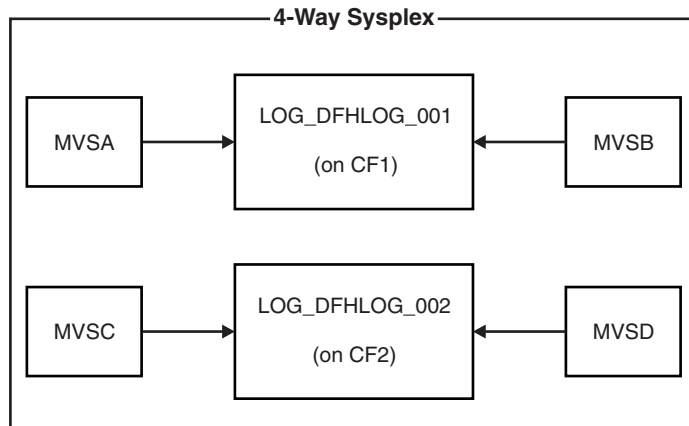 4-Way Sysplex
MVSA
LOG_DFHLOG_001
(on CF1)
MVSB
MVSC
LOG_DFHLOG_002
(on CF2)
MVSD